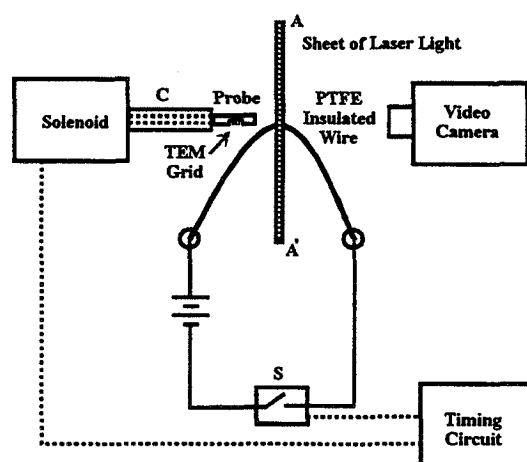 A
Sheet of Laser Light
C
Probe
PTFE
Insulated
Wire
Solenoid
Video
Camera
TEM
Grid
A'
S
Timing
Circuit